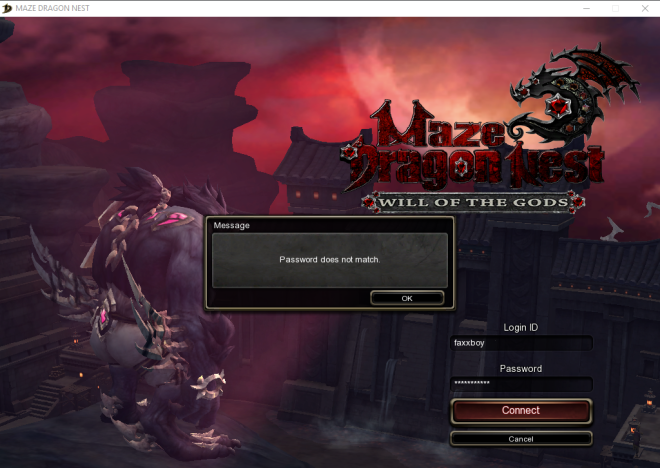 MAZE DRAGON NEST
Maze
Dragon Nest
WILL OF THE GODS
Message
Password does not match.
OK
Login ID
faxxboy
Password
***********
Connect
Cancel